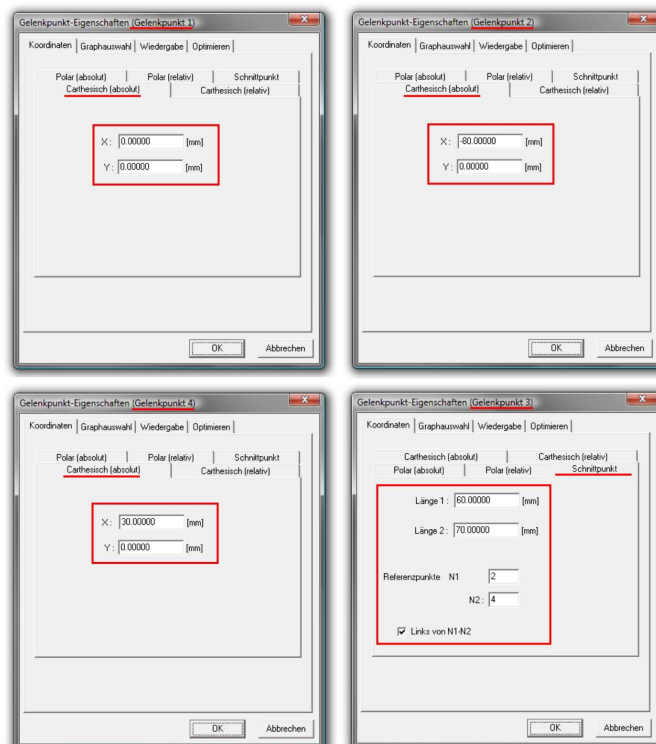 Gelenkpunkt-Eigenschaften (Gelenkpunkt 1)
Koordinaten Graphauswahl Wiedergabe Optimieren
Polar (absolut) Polar (relativ) Schnittpunkt
Carthesisch (absolut) Carthesisch (relativ)
X: 0.00000 [mm]
Y: 0.00000 [mm]
OK Abbrechen
Gelenkpunkt-Eigenschaften (Gelenkpunkt 2)
Koordinaten Graphauswahl Wiedergabe Optimieren
Polar (absolut) Polar (relativ) Schnittpunkt
Carthesisch (absolut) Carthesisch (relativ)
X: -80.00000 [mm]
Y: 0.00000 [mm]
OK Abbrechen
Gelenkpunkt-Eigenschaften (Gelenkpunkt 4)
Koordinaten Graphauswahl Wiedergabe Optimieren
Polar (absolut) Polar (relativ) Schnittpunkt
Carthesisch (absolut) Carthesisch (relativ)
X: 30.00000 [mm]
Y: 0.00000 [mm]
OK Abbrechen
Gelenkpunkt-Eigenschaften (Gelenkpunkt 3)
Koordinaten Graphauswahl Wiedergabe Optimieren
Carthesisch (absolut) Carthesisch (relativ)
Polar (absolut) Polar (relativ) Schnittpunkt
Länge 1: 60.00000 [mm]
Länge 2: 70.00000 [mm]
Referenzpunkte N1 2
N2: 4
Links von N1-N2
OK Abbrechen